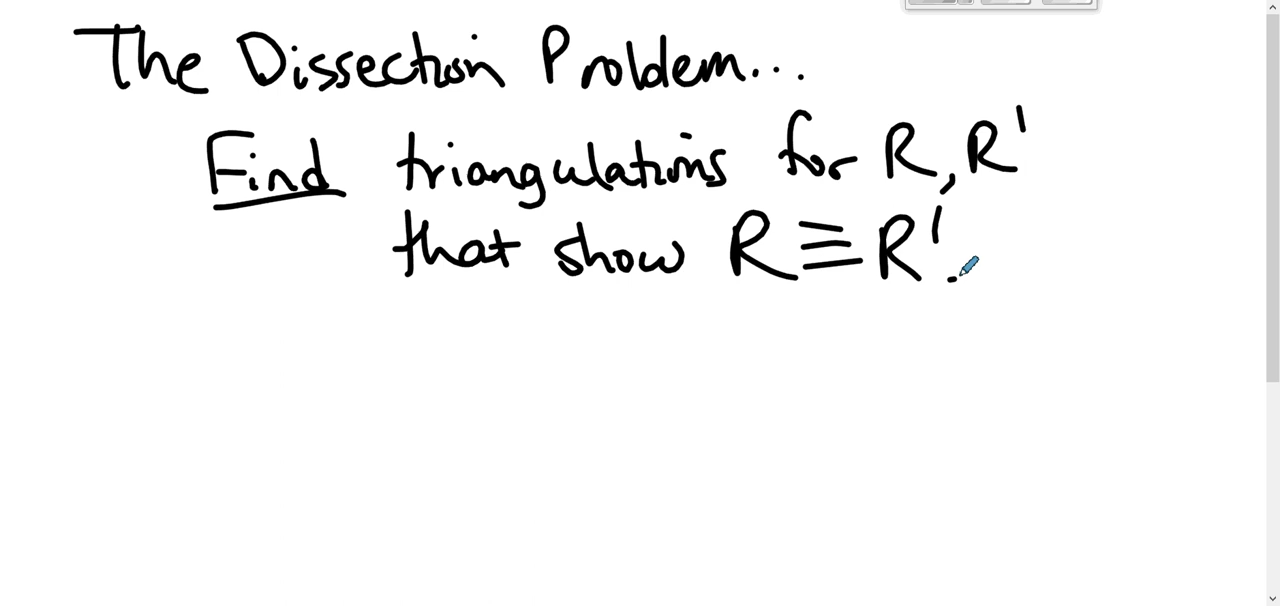 The Dissection Problem...
Find triangulations for R, R'
that show R ≡ R'.